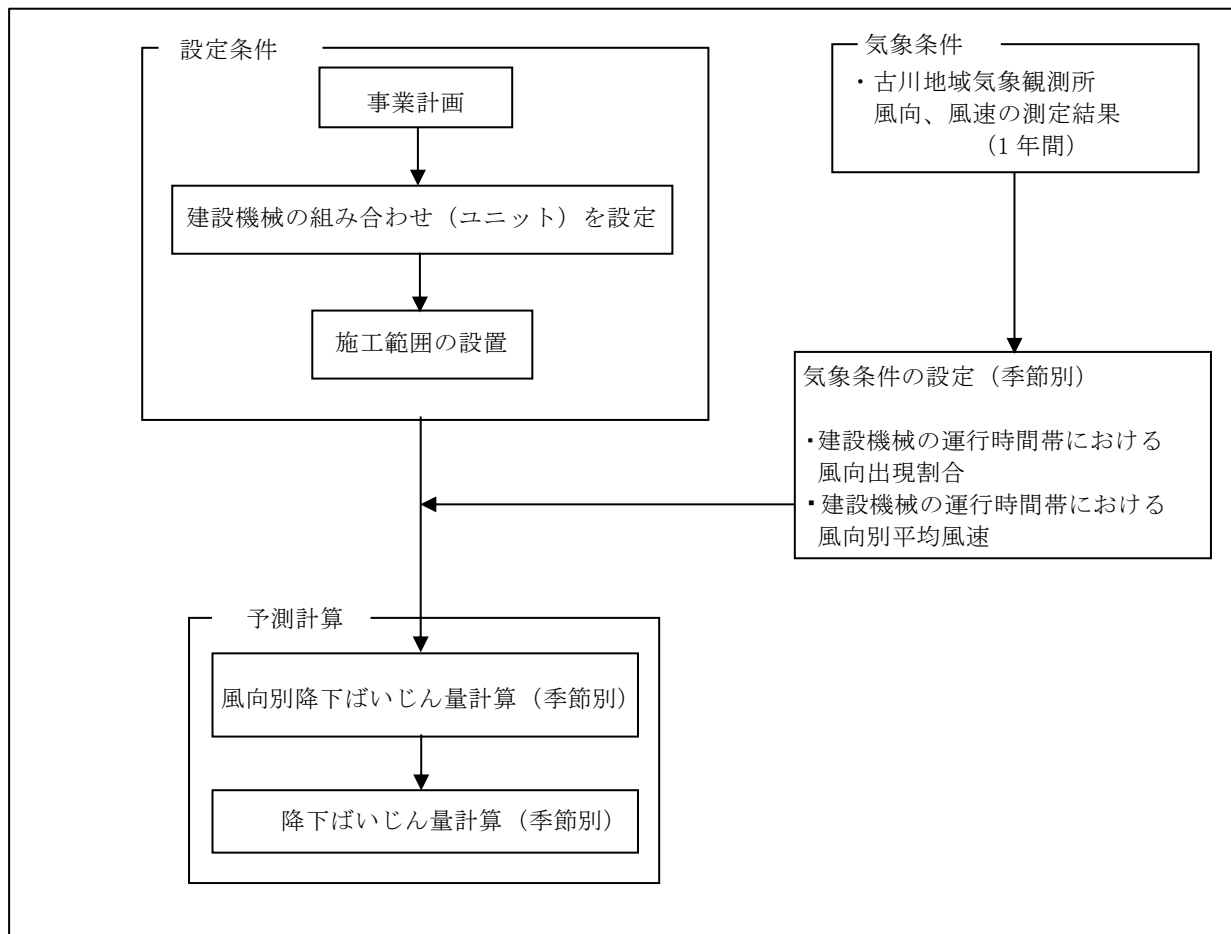 設定条件
事業計画
建設機械の組み合わせ（ユニット）を設定
施工範囲の設置
気象条件
・古川地域気象観測所
風向、風速の測定結果
（1年間）
気象条件の設定（季節別）
・建設機械の運行時間帯における
風向出現割合
・建設機械の運行時間帯における
風向別平均風速
予測計算
風向別降下ばいじん量計算（季節別）
降下ばいじん量計算（季節別）